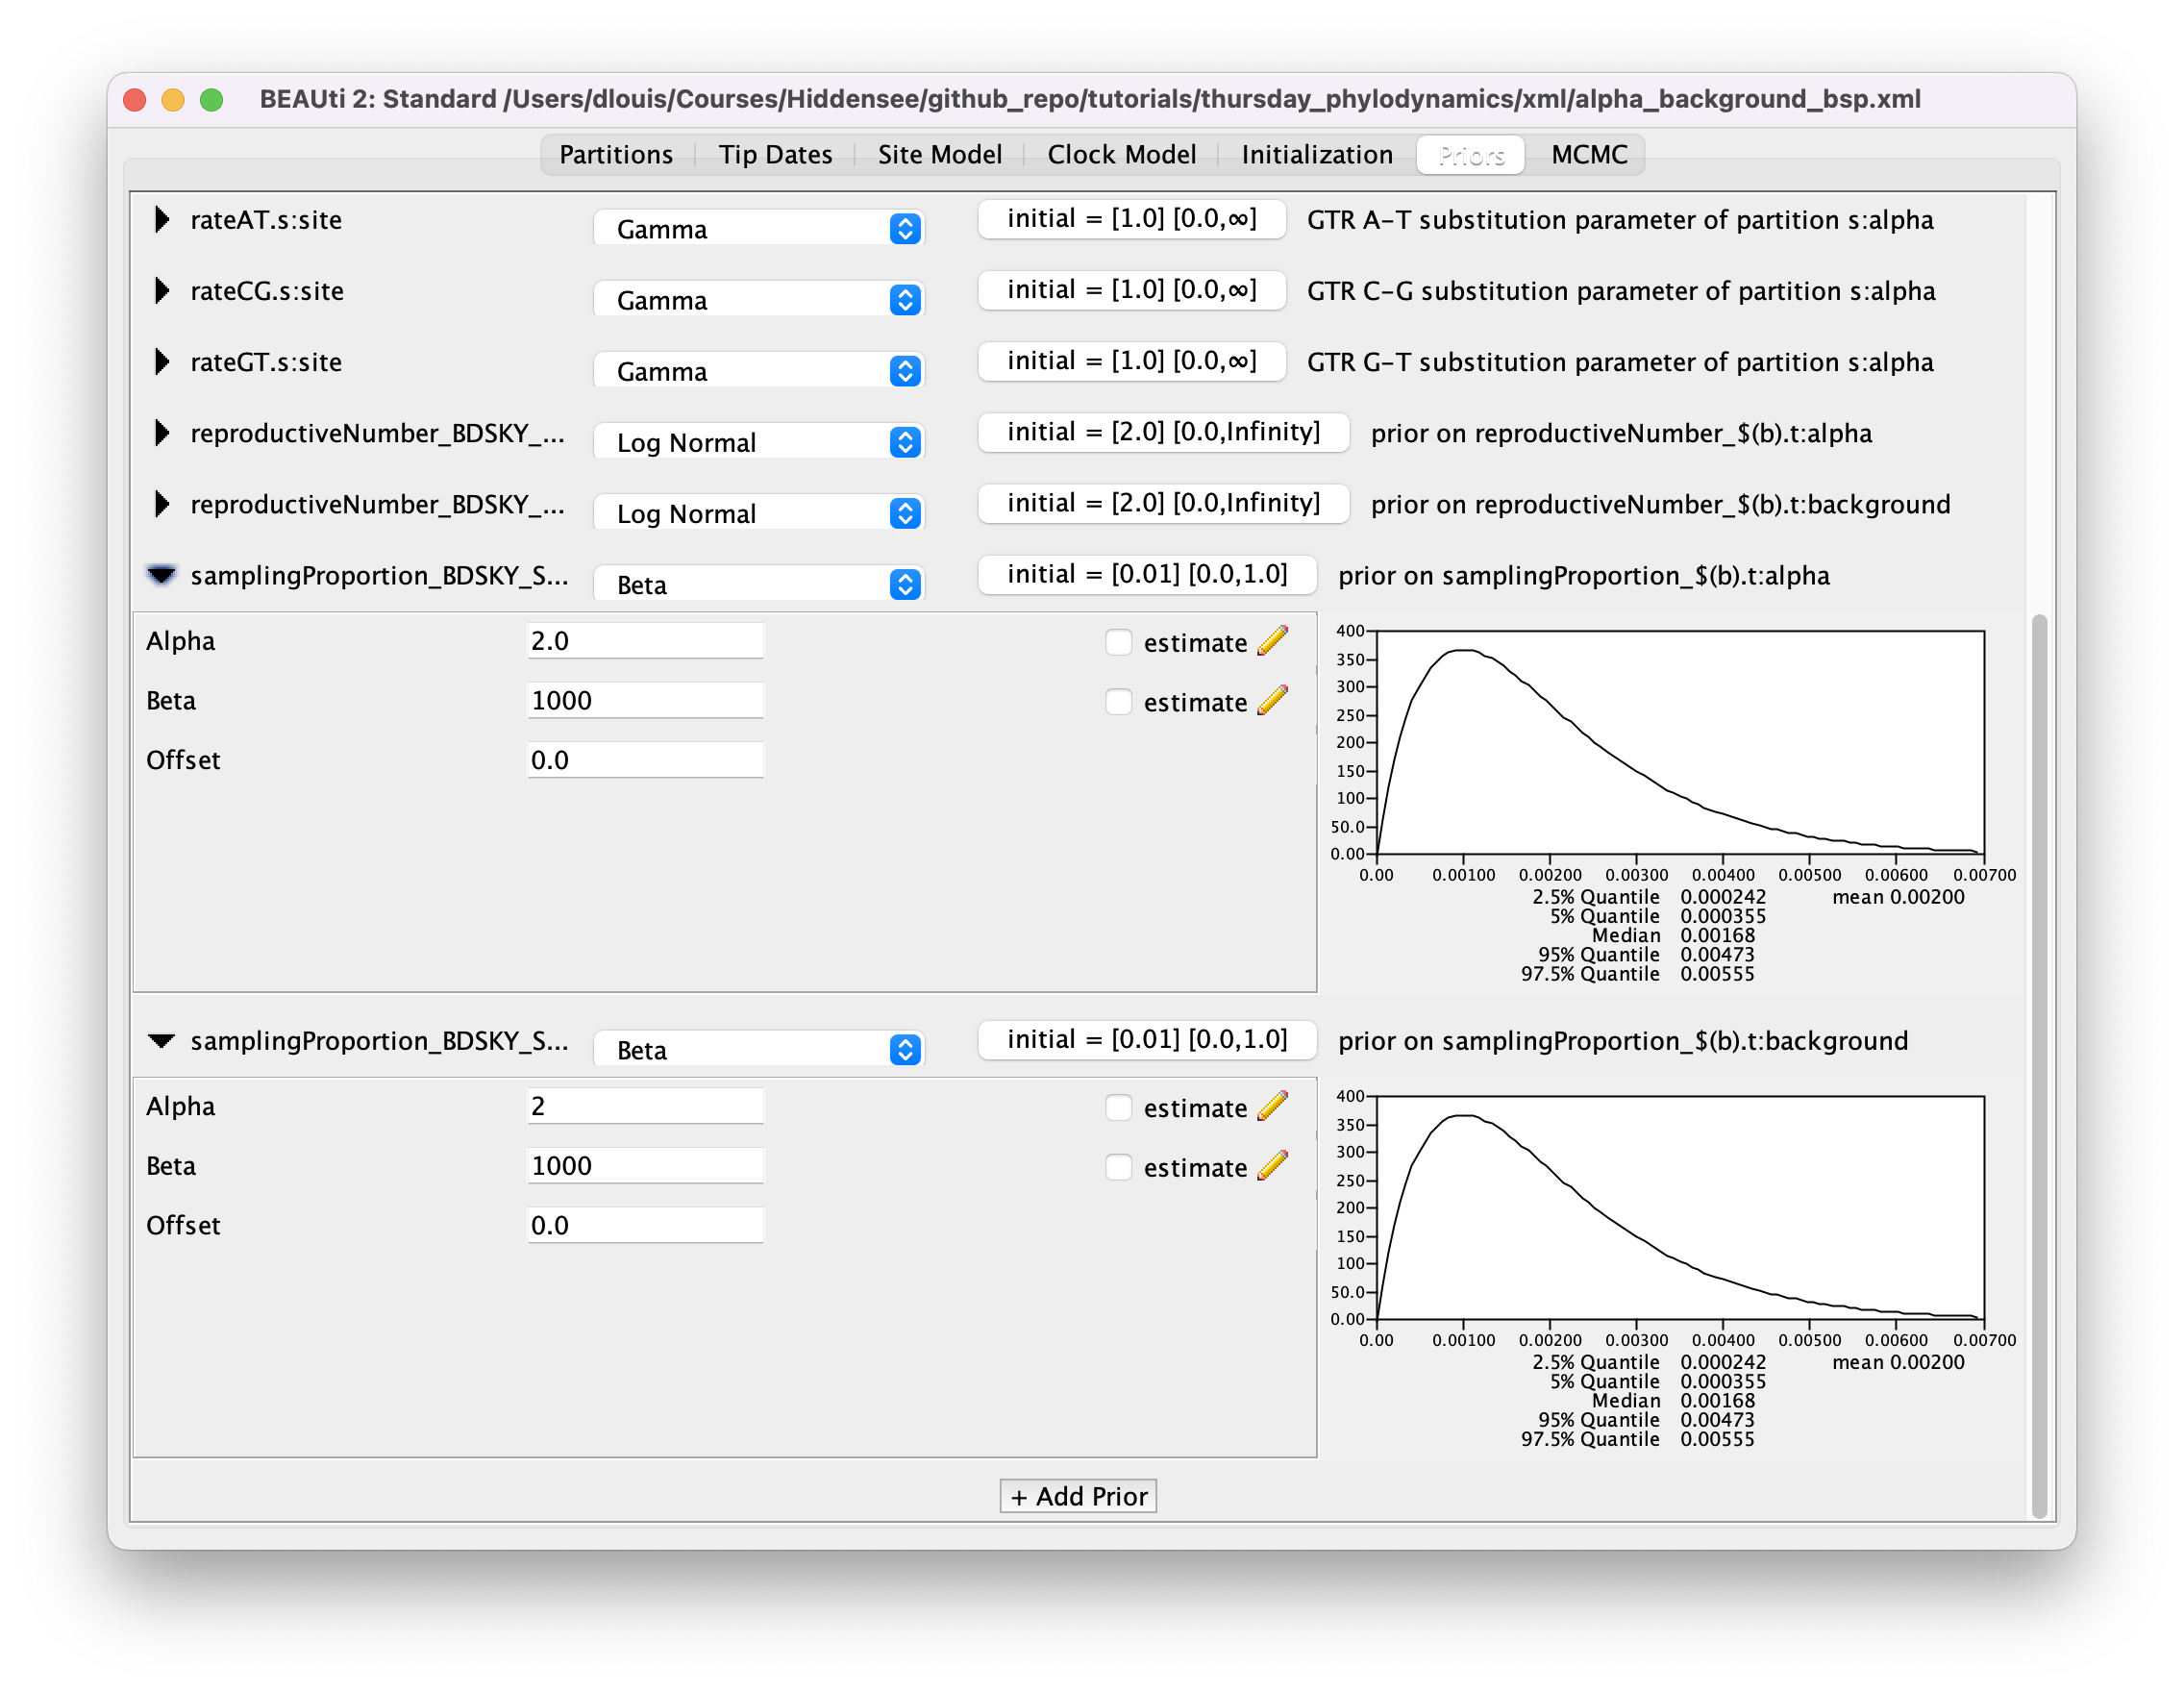 BEAUti 2: Standard /Users/dlouis/Courses/Hiddensee/github_repo/tutorials/thursday_phylodynamics/xml/alpha_background_bsp.xml
Partitions Tip Dates Site Model Clock Model Initialization Priors MCMC
rateAT.s:site Gamma initial = [1.0] [0.0,∞] GTR A-T substitution parameter of partition s:alpha
rateCG.s:site Gamma initial = [1.0] [0.0,∞] GTR C-G substitution parameter of partition s:alpha
rateGT.s:site Gamma initial = [1.0] [0.0,∞] GTR G-T substitution parameter of partition s:alpha
reproductiveNumber_BDSKY_... Log Normal initial = [2.0] [0.0,Infinity] prior on reproductiveNumber_$(b).t:alpha
reproductiveNumber_BDSKY_... Log Normal initial = [2.0] [0.0,Infinity] prior on reproductiveNumber_$(b).t:background
samplingProportion_BDSKY_S... Beta initial = [0.01] [0.0,1.0] prior on samplingProportion_$(b).t:alpha
Alpha 2.0 estimate
Beta 1000 estimate
Offset 0.0
400
350
300
250
200
150
100
50.0
0.00
0.00 0.00100 0.00200 0.00300 0.00400 0.00500 0.00600 0.00700
2.5% Quantile 0.000242 mean 0.00200
5% Quantile 0.000355
Median 0.00168
95% Quantile 0.00473
97.5% Quantile 0.00555
samplingProportion_BDSKY_S... Beta initial = [0.01] [0.0,1.0] prior on samplingProportion_$(b).t:background
Alpha 2 estimate
Beta 1000 estimate
Offset 0.0
400
350
300
250
200
150
100
50.0
0.00
0.00 0.00100 0.00200 0.00300 0.00400 0.00500 0.00600 0.00700
2.5% Quantile 0.000242 mean 0.00200
5% Quantile 0.000355
Median 0.00168
95% Quantile 0.00473
97.5% Quantile 0.00555
+ Add Prior